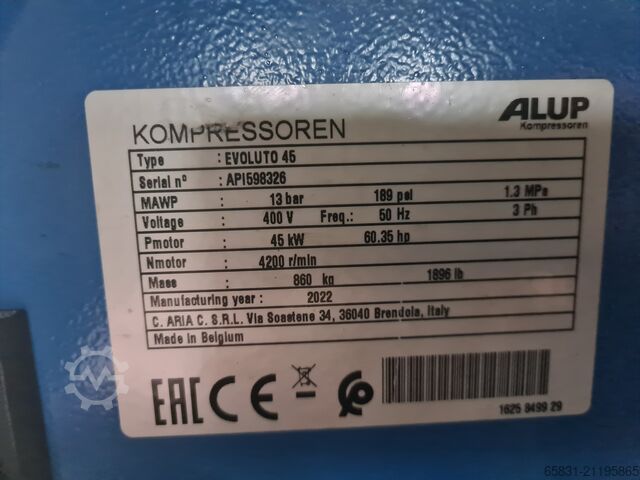 ALUP
Kompressoren
KOMPRESSOREN
Type : EVOLUTO 45
Serial n° : API598326
MAWP : 13 bar 189 psi 1.3 MPa
Voltage : 400 V Freq.: 50 Hz 3 Ph
Pmotor : 45 kW 60.35 hp
Nmotor : 4200 r/min
Mass : 860 kg 1896 lb
Manufacturing year : 2022
C. ARIA C. S.R.L. Via Soastene 34, 36040 Brendola, Italy
Made in Belgium
EAC CE
1625 8499 29
65831-21195865